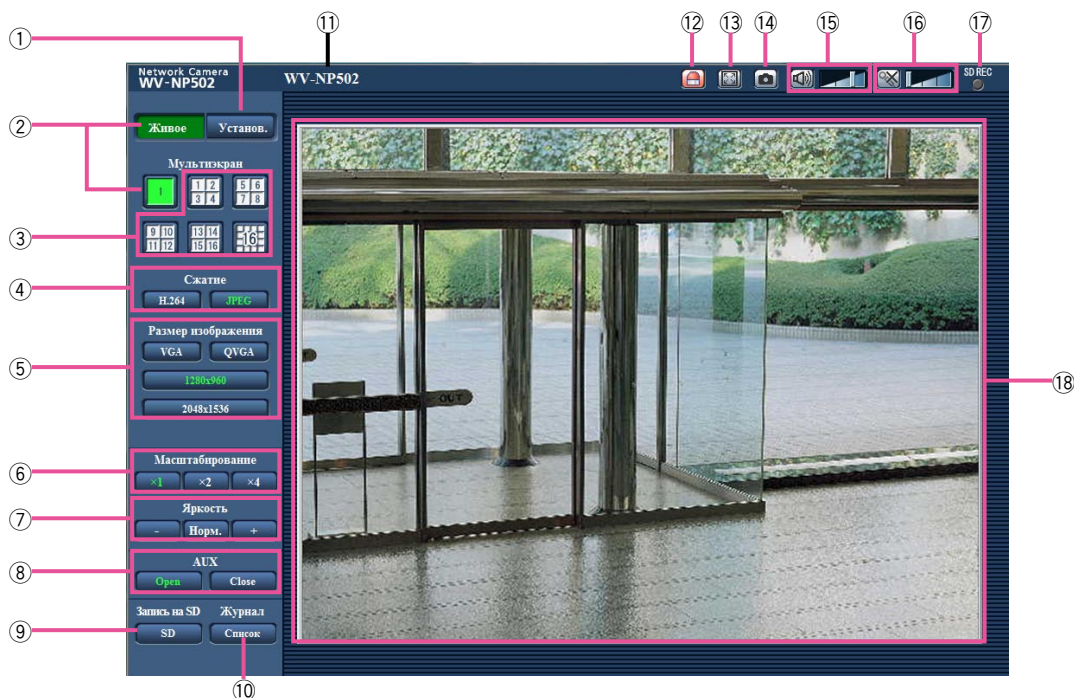 ⑪ ⑫ ⑬ ⑭ ⑮ ⑯ ⑰
①
Network Camera
WV-NP502
WV-NP502
SD REC
②
Живое Установ.
Мультиэкран
1
1 2
3 4
5 6
7 8
③
9 10
11 12
13 14
15 16
16
④
Сжатие
H.264 JPEG
⑤
Размер изображения
VGA QVGA
1280x960
2048x1536
OUT
⑱
⑥
Масштабирование
×1 ×2 ×4
⑦
Яркость
- Норм. +
⑧
AUX
Open Close
Запись на SD Журнал
⑨
SD Список
⑩